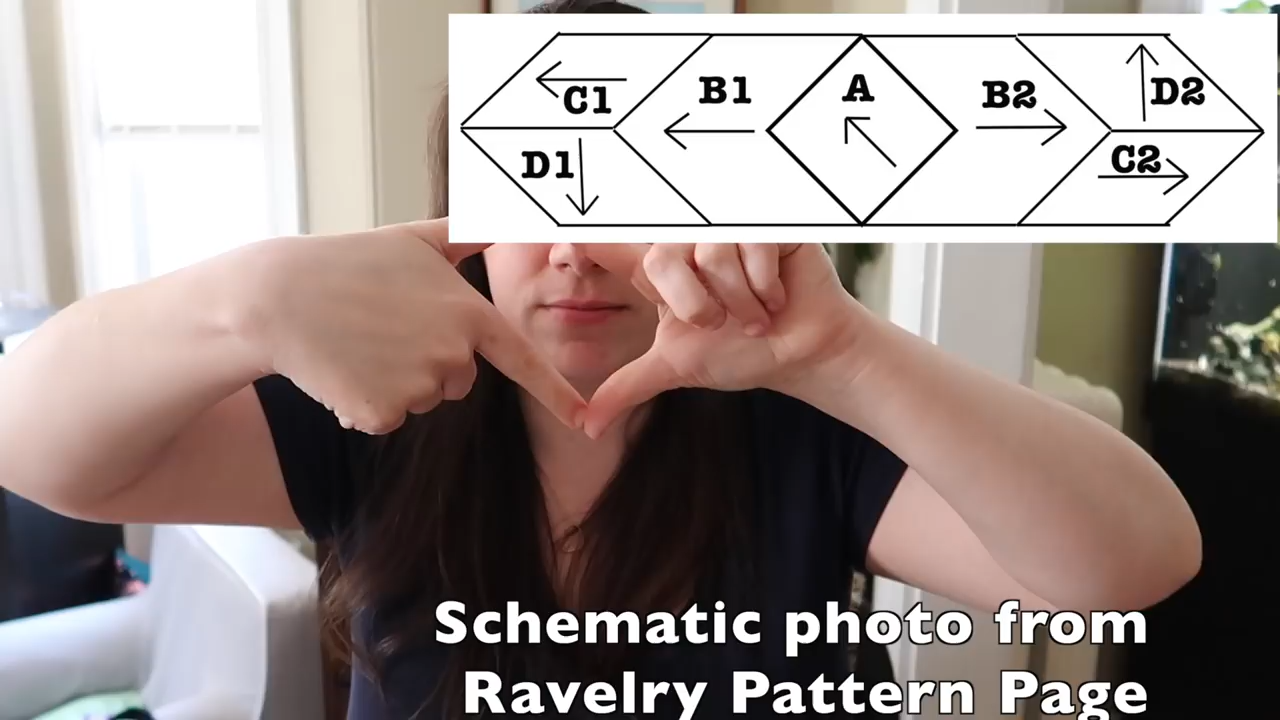 B1 A B2 D2
C1
D1 C2
Schematic photo from
Ravelry Pattern Page